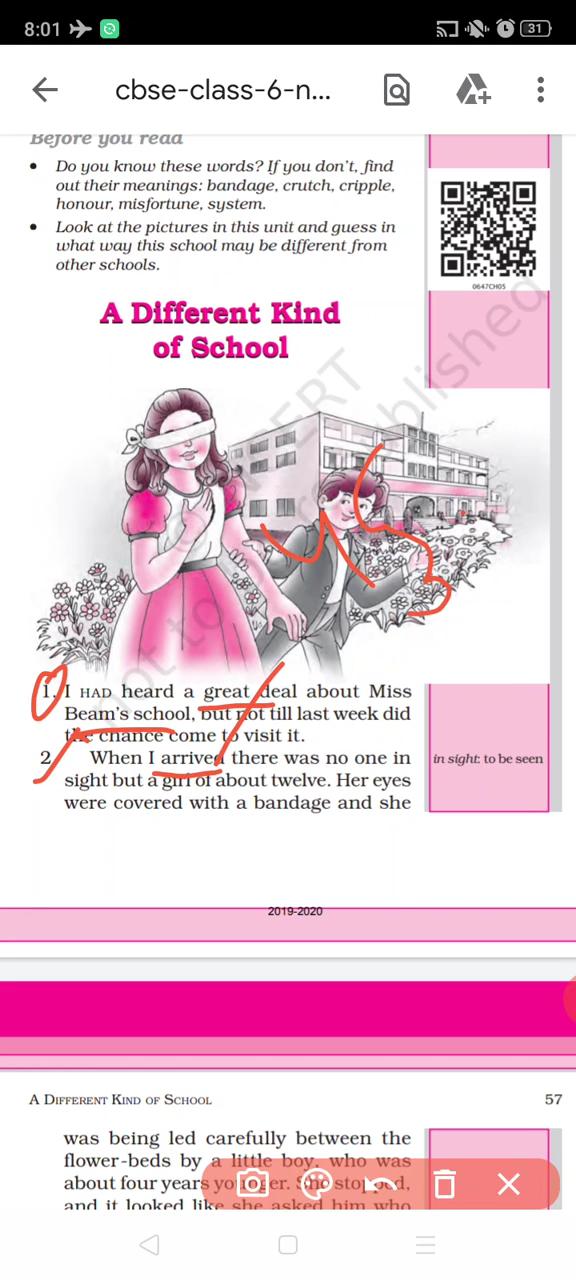 8:01
31
cbse-class-6-n...
Before you read
• Do you know these words? If you don't, find
out their meanings: bandage, crutch, cripple,
honour, misfortune, system.
• Look at the pictures in this unit and guess in
what way this school may be different from
other schools.
0647CH05
A Different Kind
of School
1. I HAD heard a great deal about Miss
Beam's school, but not till last week did
the chance come to visit it.
2. When I arrived there was no one in
sight but a girl of about twelve. Her eyes
were covered with a bandage and she
in sight: to be seen
2019-2020
A DIFFERENT KIND OF SCHOOL
57
was being led carefully between the
flower-beds by a little boy, who was
about four years younger. She stopped,
and it looked like she asked him who